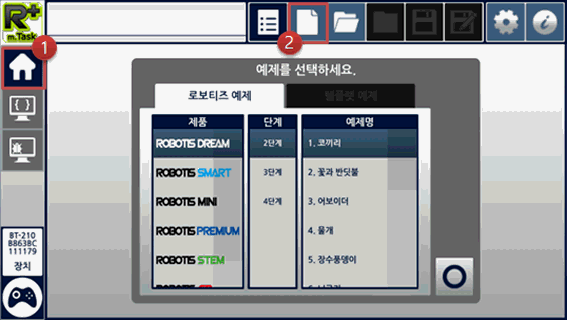 R+
m.Task
1
2
예제를 선택하세요.
로보티즈 예제
템플릿 예제
제품
단계
예제명
ROBOTIS DREAM
2단계
1. 코끼리
ROBOTIS SMART
3단계
2. 꽃과 반딧불
ROBOTIS MINI
4단계
3. 어보이더
ROBOTIS PREMIUM
4. 물개
ROBOTIS STEM
5. 장수풍뎅이
BT-210
B863BC
111179
장치